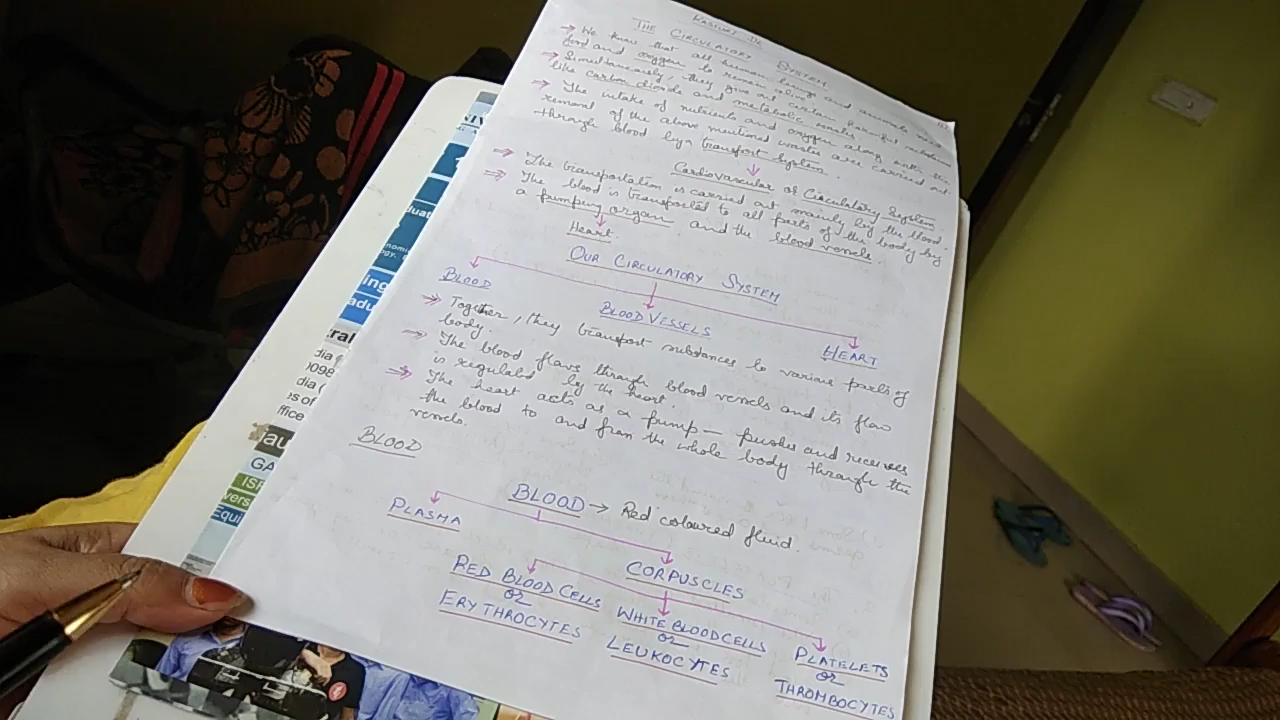 KASTURI DE
THE CIRCULATORY SYSTEM
⇒ We know that all human beings
food and oxygen to remain alive.
⇒ Simultaneously, they give out certain harmful
like carbon dioxide and metabolic wastes.
⇒ The intake of nutrients and oxygen along with
removal of the above mentioned wastes are carried out
through blood by a transport system.
Cardiovascular or Circulatory System
⇒ The transportation is carried out mainly by the blood.
⇒ The blood is transported to all parts of the body by
a pumping organ and the blood vessels.
Heart.
OUR CIRCULATORY SYSTEM
BLOOD
BLOOD VESSELS
HEART
⇒ Together, they transport substances to various parts of
body.
⇒ The blood flows through blood vessels and its flow
is regulated by the heart.
⇒ The heart acts as a pump — pushes and receives
the blood to and from the whole body through the
vessels.
BLOOD
BLOOD → Red coloured fluid.
PLASMA
CORPUSCLES
RED BLOOD CELLS
or
ERYTHROCYTES
WHITE BLOOD CELLS
or
LEUKOCYTES
PLATELETS
or
THROMBOCYTES